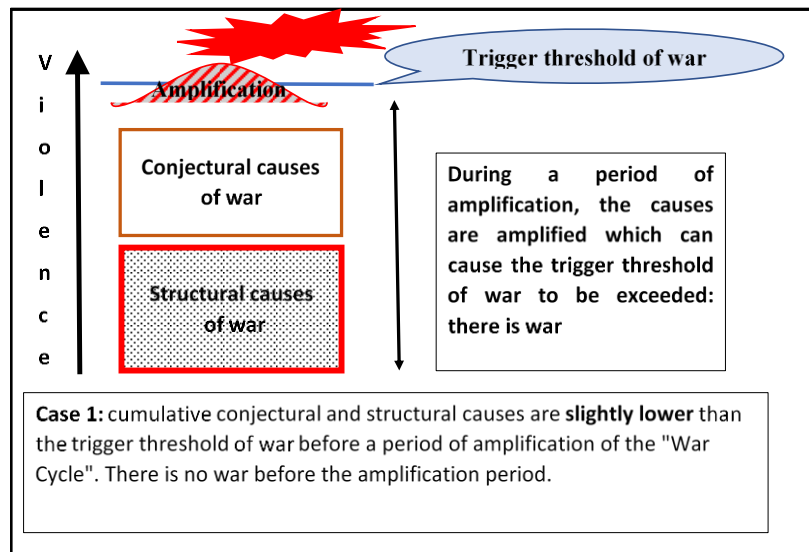 Violence
Trigger threshold of war
Amplification
Conjectural causes
of war
Structural causes
of war
During a period of
amplification, the causes
are amplified which can
cause the trigger threshold
of war to be exceeded:
there is war
Case 1: cumulative conjectural and structural causes are slightly lower than
the trigger threshold of war before a period of amplification of the "War
Cycle". There is no war before the amplification period.